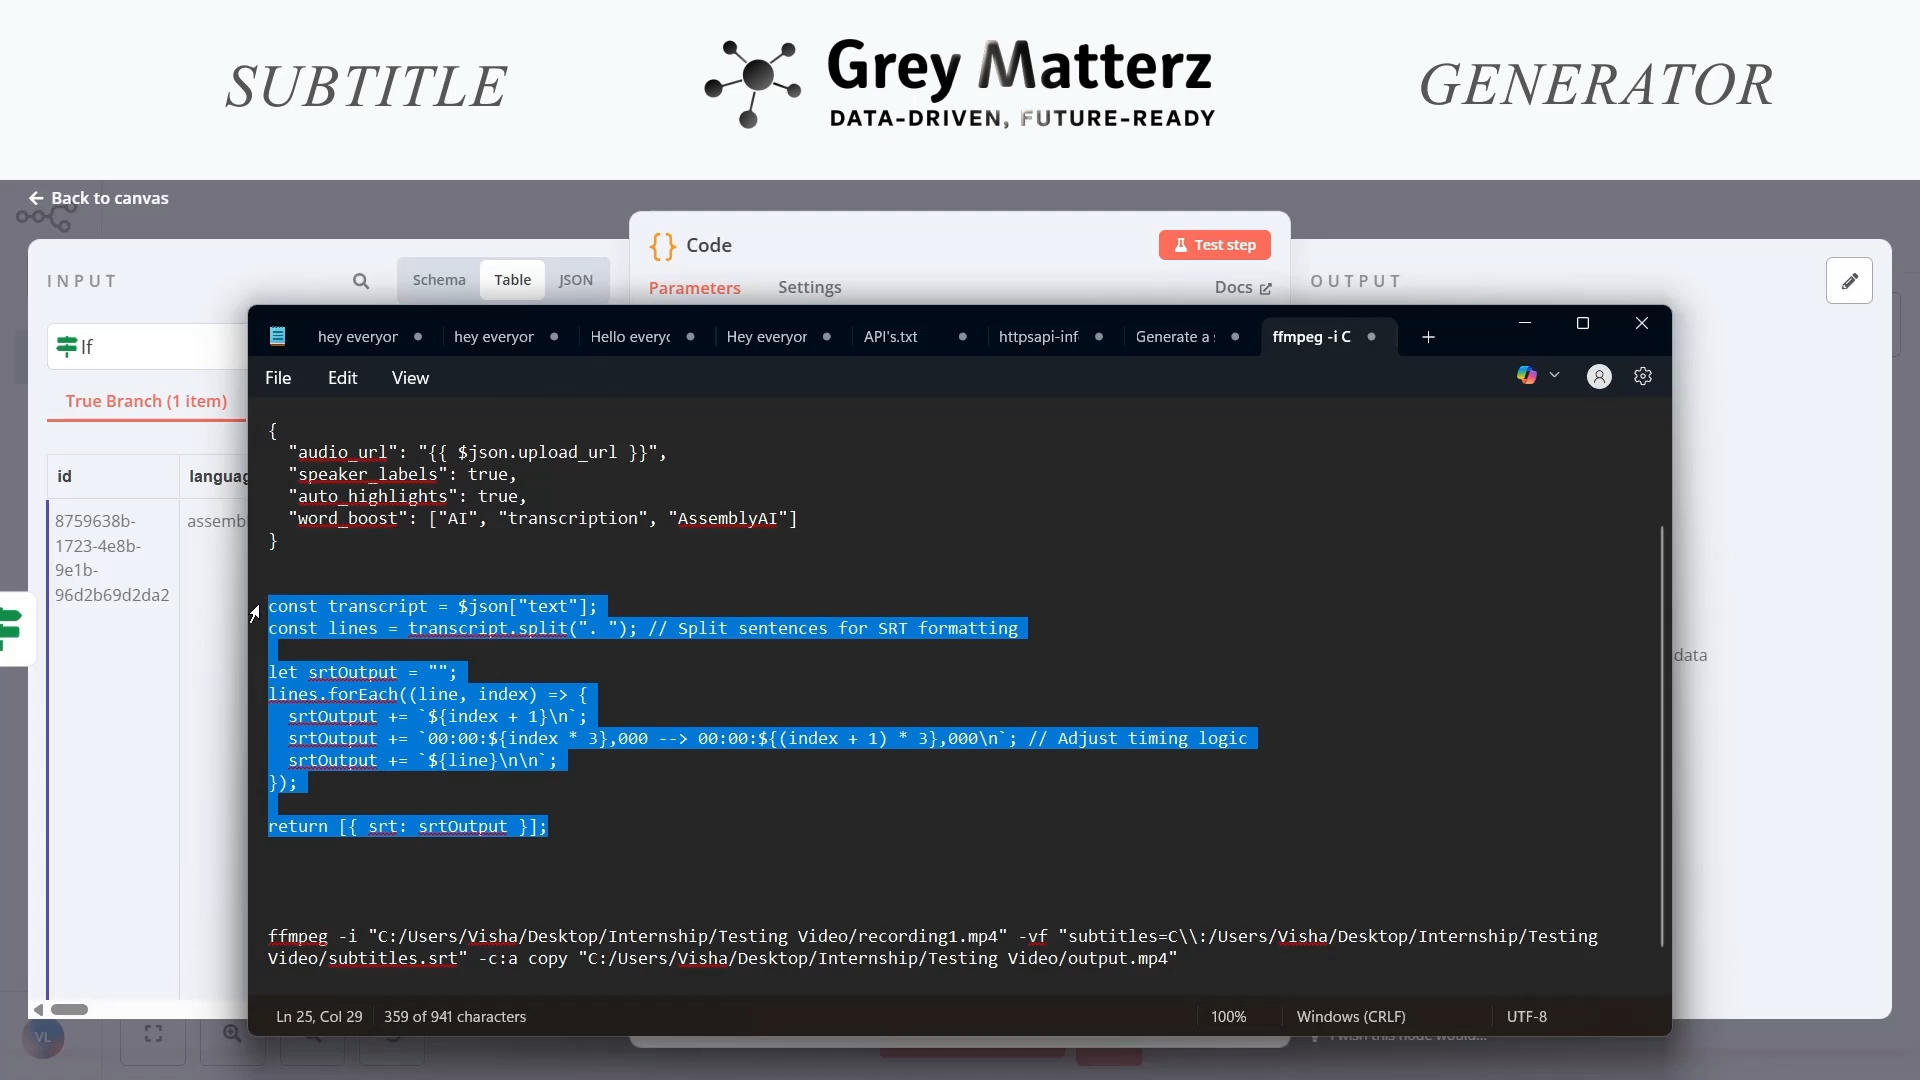 SUBTITLE
Grey Matterz
DATA-DRIVEN, FUTURE-READY
GENERATOR
Back to canvas
INPUT
Schema
Table
JSON
If
True Branch (1 item)
id
languag
8759638b-
1723-4e8b-
9e1b-
96d2b69d2da2
assemb
Code
Test step
Parameters
Settings
Docs
OUTPUT
data
hey everyor
hey everyor
Hello everyc
Hey everyor
API's.txt
httpsapi-inf
Generate a
ffmpeg -i C
File
Edit
View
{
  "audio_url": "{{ $json.upload_url }}",
  "speaker_labels": true,
  "auto_highlights": true,
  "word_boost": ["AI", "transcription", "AssemblyAI"]
}
const transcript = $json["text"];
const lines = transcript.split(". "); // Split sentences for SRT formatting
let srtOutput = "";
lines.forEach((line, index) => {
  srtOutput += `${index + 1}\n`;
  srtOutput += `00:00:${index * 3},000 --> 00:00:${(index + 1) * 3},000\n`; // Adjust timing logic
  srtOutput += `${line}\n\n`;
});
return [{ srt: srtOutput }];
ffmpeg -i "C:/Users/Visha/Desktop/Internship/Testing Video/recording1.mp4" -vf "subtitles=C\\:/Users/Visha/Desktop/Internship/Testing
Video/subtitles.srt" -c:a copy "C:/Users/Visha/Desktop/Internship/Testing Video/output.mp4"
Ln 25, Col 29
359 of 941 characters
100%
Windows (CRLF)
UTF-8
VL
I wish this node would...